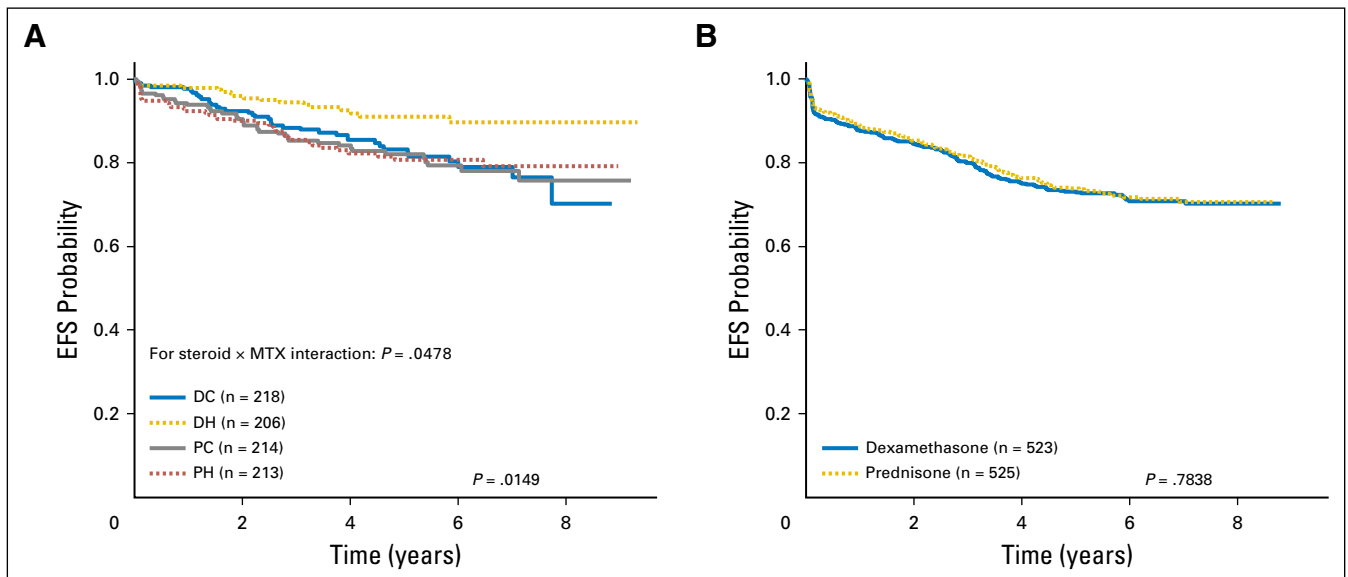 A
EFS Probability
1.0
0.8
0.6
0.4
0.2
0
2
4
6
8
Time (years)
For steroid × MTX interaction: P = .0478
DC (n = 218)
DH (n = 206)
PC (n = 214)
PH (n = 213)
P = .0149
B
EFS Probability
1.0
0.8
0.6
0.4
0.2
0
2
4
6
8
Time (years)
Dexamethasone (n = 523)
Prednisone (n = 525)
P = .7838